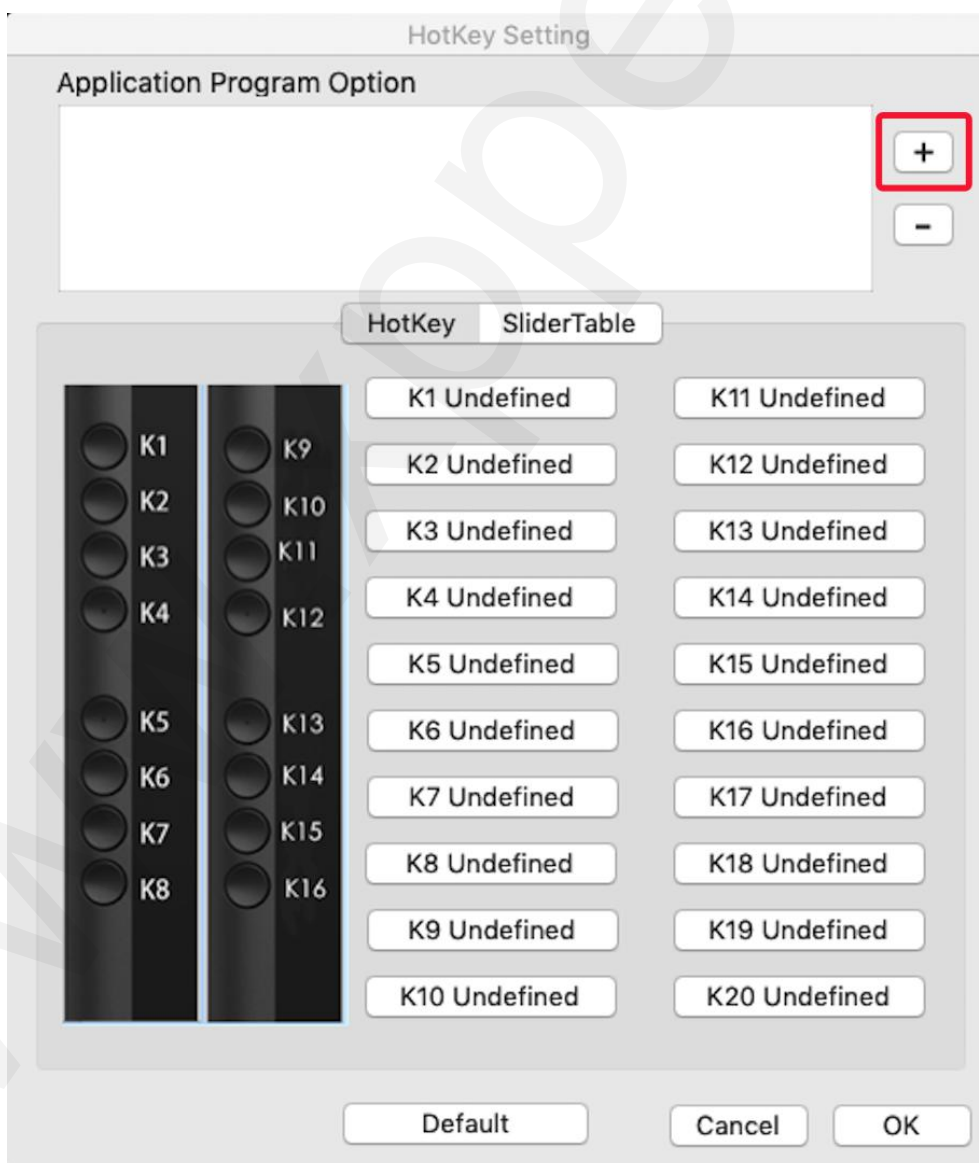 HotKey Setting
Application Program Option
+
-
HotKey SliderTable
K1 Undefined K11 Undefined
K2 Undefined K12 Undefined
K3 Undefined K13 Undefined
K4 Undefined K14 Undefined
K5 Undefined K15 Undefined
K6 Undefined K16 Undefined
K7 Undefined K17 Undefined
K8 Undefined K18 Undefined
K9 Undefined K19 Undefined
K10 Undefined K20 Undefined
K1 K9
K2 K10
K3 K11
K4 K12
K5 K13
K6 K14
K7 K15
K8 K16
Default Cancel OK